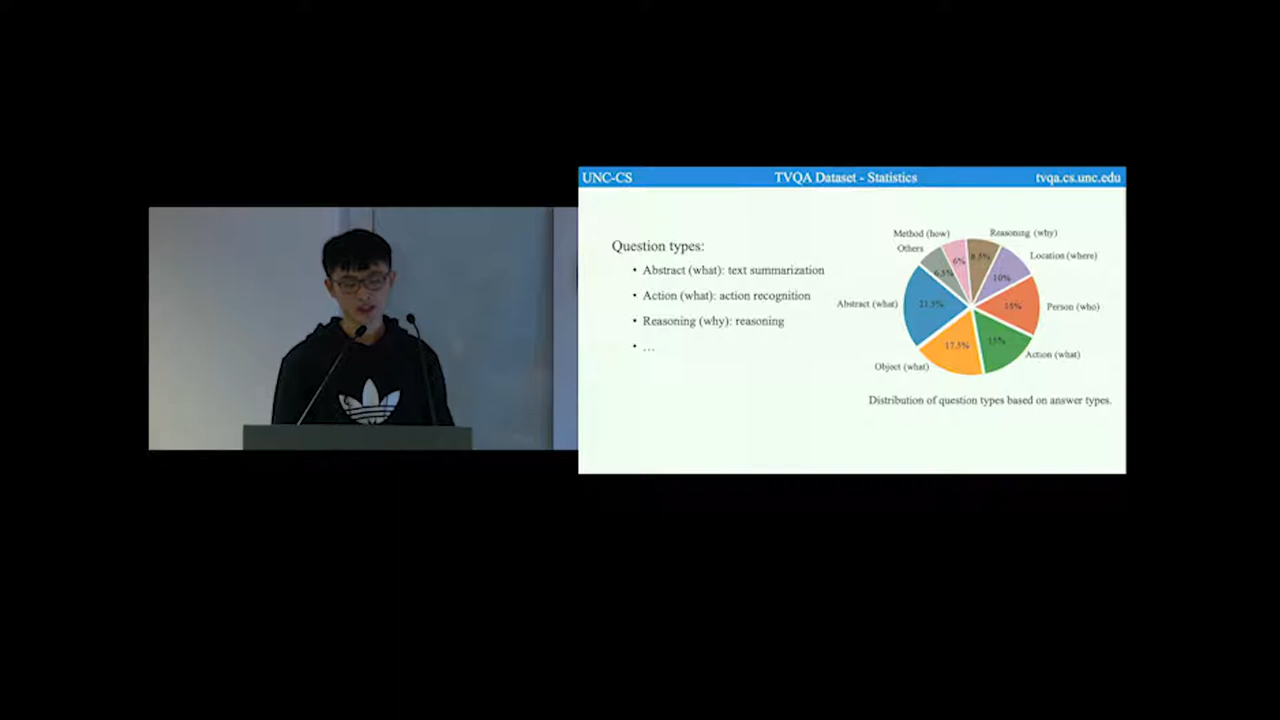 UNC-CS
TVQA Dataset - Statistics
tvqa.cs.unc.edu
Question types:
• Abstract (what): text summarization
• Action (what): action recognition
• Reasoning (why): reasoning
• …
Method (how)
Reasoning (why)
Others
Location (where)
6%
8.5%
6.5%
10%
Abstract (what)
21.5%
15%
Person (who)
17.5%
15%
Action (what)
Object (what)
Distribution of question types based on answer types.